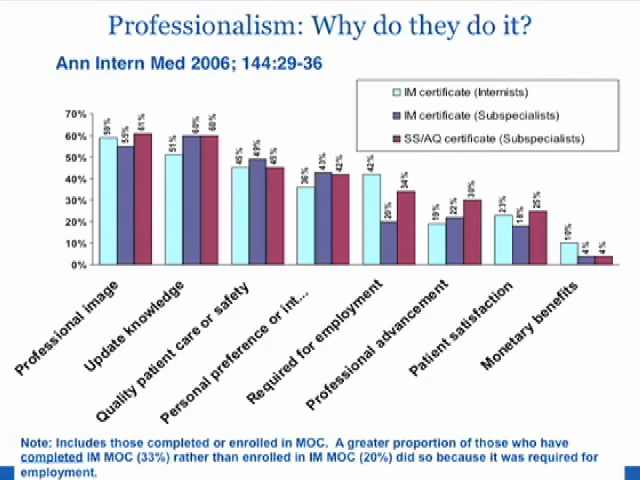 Professionalism: Why do they do it?
Ann Intern Med 2006; 144:29-36
IM certificate (Internists)
IM certificate (Subspecialists)
SS/AQ certificate (Subspecialists)
70%
60%
50%
40%
30%
20%
10%
0%
59% 55% 61%
51% 60% 60%
45% 49% 45%
36% 43% 42%
42% 20% 34%
19% 22% 30%
23% 18% 25%
10% 4% 4%
Professional image
Update knowledge
Quality patient care or safety
Personal preference or int...
Required for employment
Professional advancement
Patient satisfaction
Monetary benefits
Note: Includes those completed or enrolled in MOC. A greater proportion of those who have
completed IM MOC (33%) rather than enrolled in IM MOC (20%) did so because it was required for
employment.